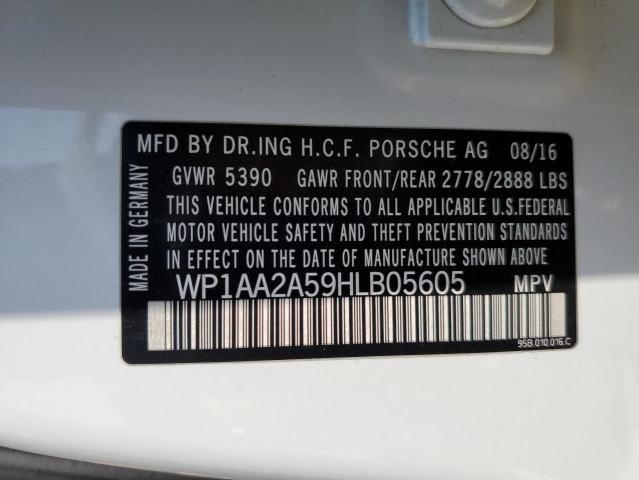 MFD BY DR.ING H.C.F. PORSCHE AG 08/16
GVWR 5390 GAWR FRONT/REAR 2778/2888 LBS
THIS VEHICLE CONFORMS TO ALL APPLICABLE U.S.FEDERAL
MOTOR VEHICLE SAFETY AND THEFT PREVENTION STANDARDS
IN EFFECT ON THE DATE OF MANUFACTURE SHOWN ABOVE.
WP1AA2A59HLB05605 MPV
MADE IN GERMANY
95B.010.016.C